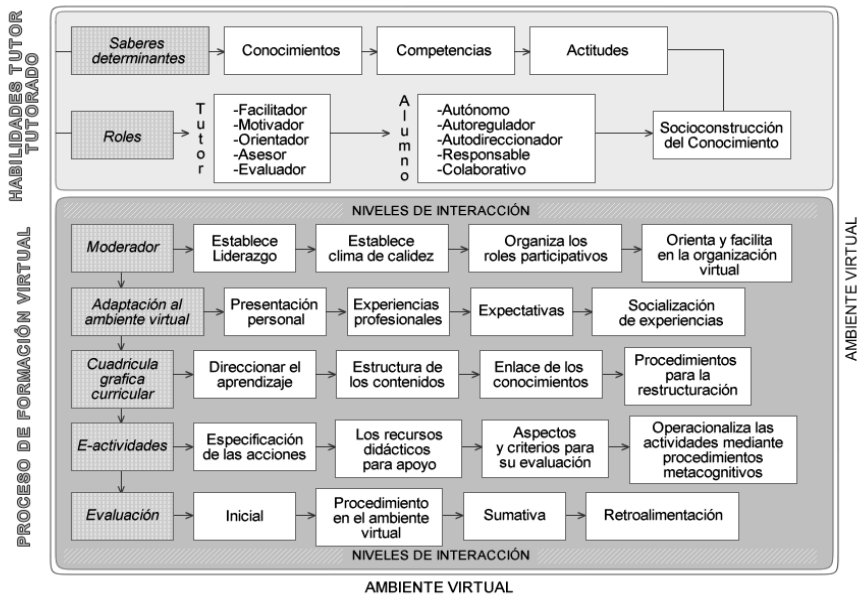 HABILIDADES TUTOR
TUTORADO
Saberes
determinantes
Conocimientos
Competencias
Actitudes
Roles
Tutor
-Facilitador
-Motivador
-Orientador
-Asesor
-Evaluador
Alumno
-Autónomo
-Autoregulador
-Autodireccionador
-Responsable
-Colaborativo
Socioconstrucción
del Conocimiento
PROCESO DE FORMACIÓN VIRTUAL
NIVELES DE INTERACCIÓN
Moderador
Establece
Liderazgo
Establece
clima de calidez
Organiza los
roles participativos
Orienta y facilita
en la organización
virtual
Adaptación al
ambiente virtual
Presentación
personal
Experiencias
profesionales
Expectativas
Socialización
de experiencias
Cuadricula
grafica
curricular
Direccionar el
aprendizaje
Estructura de
los contenidos
Enlace de los
conocimientos
Procedimientos
para la
restructuración
E-actividades
Especificación
de las acciones
Los recursos
didácticos
para apoyo
Aspectos
y criterios para
su evaluación
Operacionaliza las
actividades mediante
procedimientos
metacognitivos
Evaluación
Inicial
Procedimiento
en el ambiente
virtual
Sumativa
Retroalimentación
NIVELES DE INTERACCIÓN
AMBIENTE VIRTUAL
AMBIENTE VIRTUAL